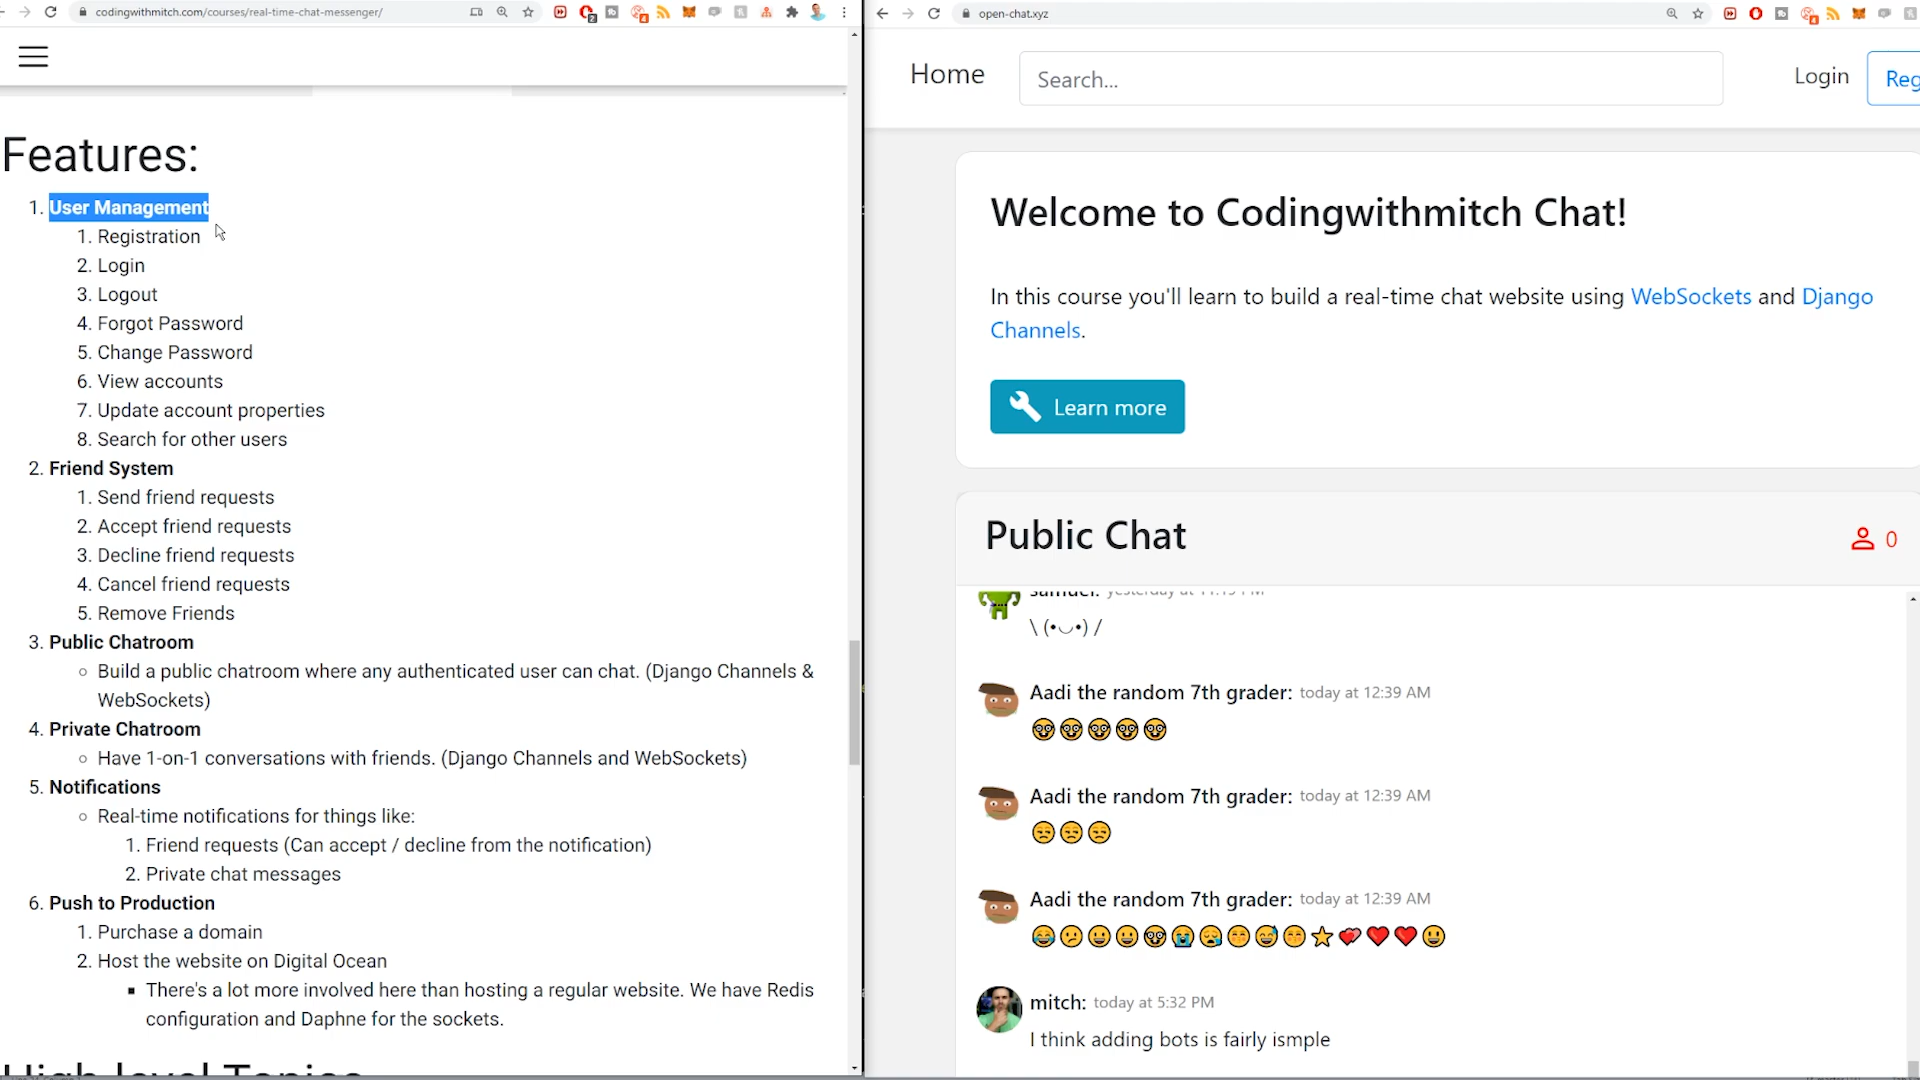 codingwithmitch.com/courses/real-time-chat-messenger/
Features:
1. User Management
1. Registration
2. Login
3. Logout
4. Forgot Password
5. Change Password
6. View accounts
7. Update account properties
8. Search for other users
2. Friend System
1. Send friend requests
2. Accept friend requests
3. Decline friend requests
4. Cancel friend requests
5. Remove Friends
3. Public Chatroom
Build a public chatroom where any authenticated user can chat. (Django Channels &
WebSockets)
4. Private Chatroom
Have 1-on-1 conversations with friends. (Django Channels and WebSockets)
5. Notifications
Real-time notifications for things like:
1. Friend requests (Can accept / decline from the notification)
2. Private chat messages
6. Push to Production
1. Purchase a domain
2. Host the website on Digital Ocean
There's a lot more involved here than hosting a regular website. We have Redis
configuration and Daphne for the sockets.
High-level Topics
open-chat.xyz
Home
Search...
Login
Reg
Welcome to Codingwithmitch Chat!
In this course you'll learn to build a real-time chat website using WebSockets and Django
Channels.
Learn more
Public Chat
0
samuel: yesterday at 11:19 PM
\ (•◡•) /
Aadi the random 7th grader: today at 12:39 AM
Aadi the random 7th grader: today at 12:39 AM
Aadi the random 7th grader: today at 12:39 AM
mitch: today at 5:32 PM
I think adding bots is fairly ismple